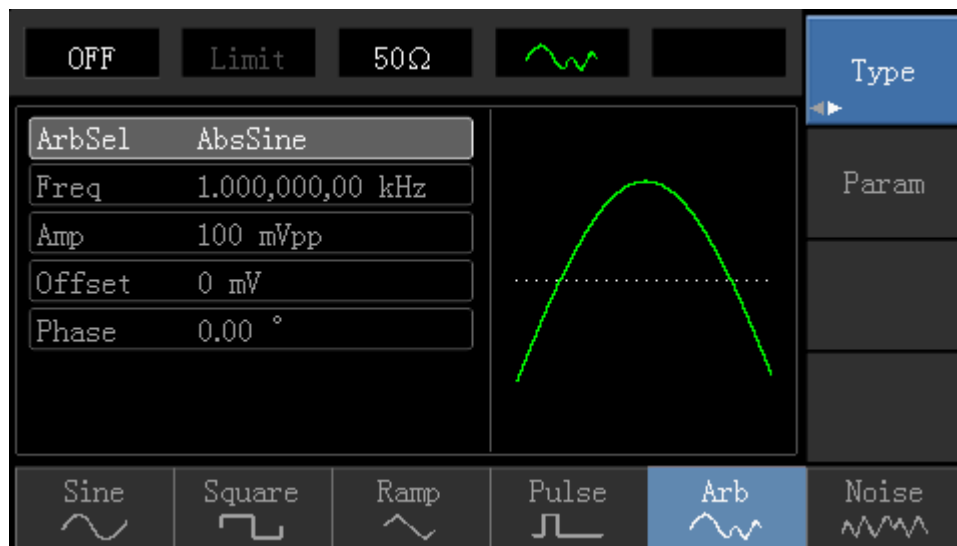 OFF Limit 50Ω
Type
ArbSel AbsSine
Freq 1.000,000,00 kHz
Param
Amp 100 mVpp
Offset 0 mV
Phase 0.00 °
Sine Square Ramp Pulse Arb Noise